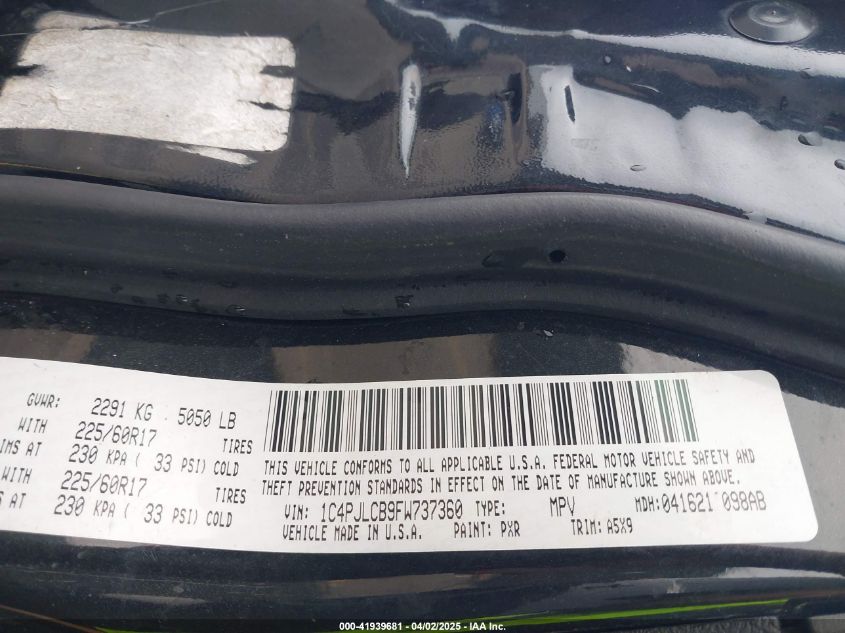 GVWR: 2291 KG . 5050 LB
WITH 225/60R17 TIRES
IMS AT 230 KPA ( 33 PSI) COLD
WITH 225/60R17 TIRES
MS AT 230 KPA ( 33 PSI) COLD
THIS VEHICLE CONFORMS TO ALL APPLICABLE U.S.A. FEDERAL MOTOR VEHICLE SAFETY AND
THEFT PREVENTION STANDARDS IN EFFECT ON THE DATE OF MANUFACTURE SHOWN ABOVE.
VIN: 1C4PJLCB9FW737360 TYPE: MPV MDH: 041621 098AB
VEHICLE MADE IN U.S.A. PAINT: PXR TRIM: A5X9
000-41939681 - 04/02/2025 - IAA Inc.